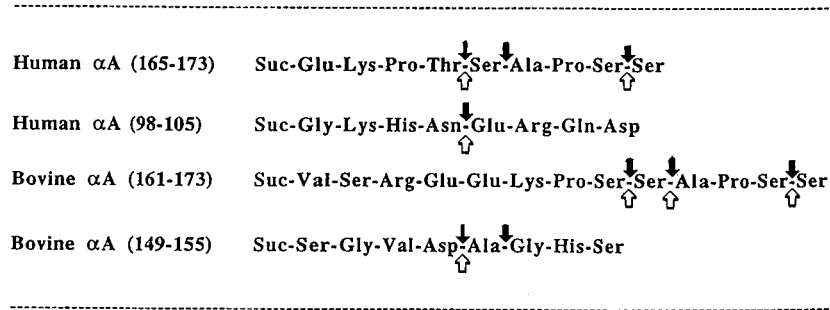 Human αA (165-173) Suc-Glu-Lys-Pro-Thr-Ser-Ala-Pro-Ser-Ser
Human αA (98-105) Suc-Gly-Lys-His-Asn-Glu-Arg-Gln-Asp
Bovine αA (161-173) Suc-Val-Ser-Arg-Glu-Glu-Lys-Pro-Ser-Ser-Ala-Pro-Ser-Ser
Bovine αA (149-155) Suc-Ser-Gly-Val-Asp-Ala-Gly-His-Ser